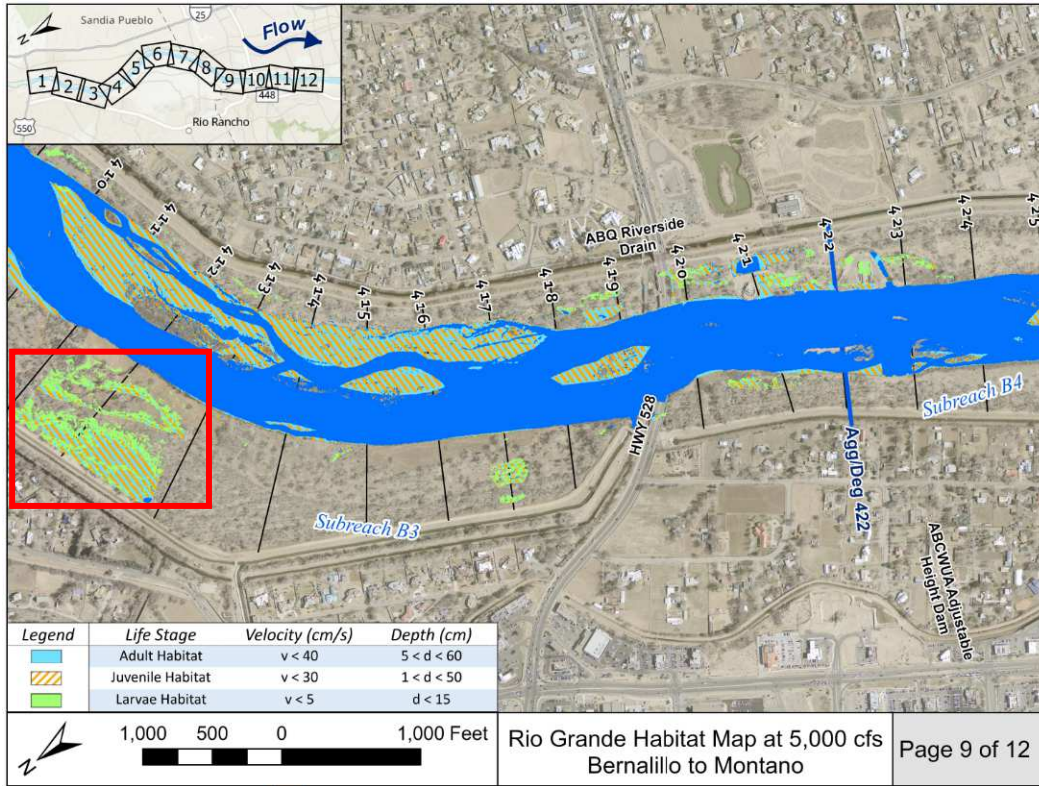 Sandia Pueblo
25
Flow
N
1 2 3 4 5 6 7 8 9 10 11 12
448
Rio Rancho
550
410
411
412
413
414
415
416
417
418
419
420
421
422
423
424
425
ABQ Riverside
Drain
HWY 528
Subreach B3
Subreach B4
Agg/Deg 422
ABCWUA Adjustable
Height Dam
Legend Life Stage Velocity (cm/s) Depth (cm)
Adult Habitat v < 40 5 < d < 60
Juvenile Habitat v < 30 1 < d < 50
Larvae Habitat v < 5 d < 15
N
1,000 500 0 1,000 Feet
Rio Grande Habitat Map at 5,000 cfs
Bernalillo to Montano
Page 9 of 12